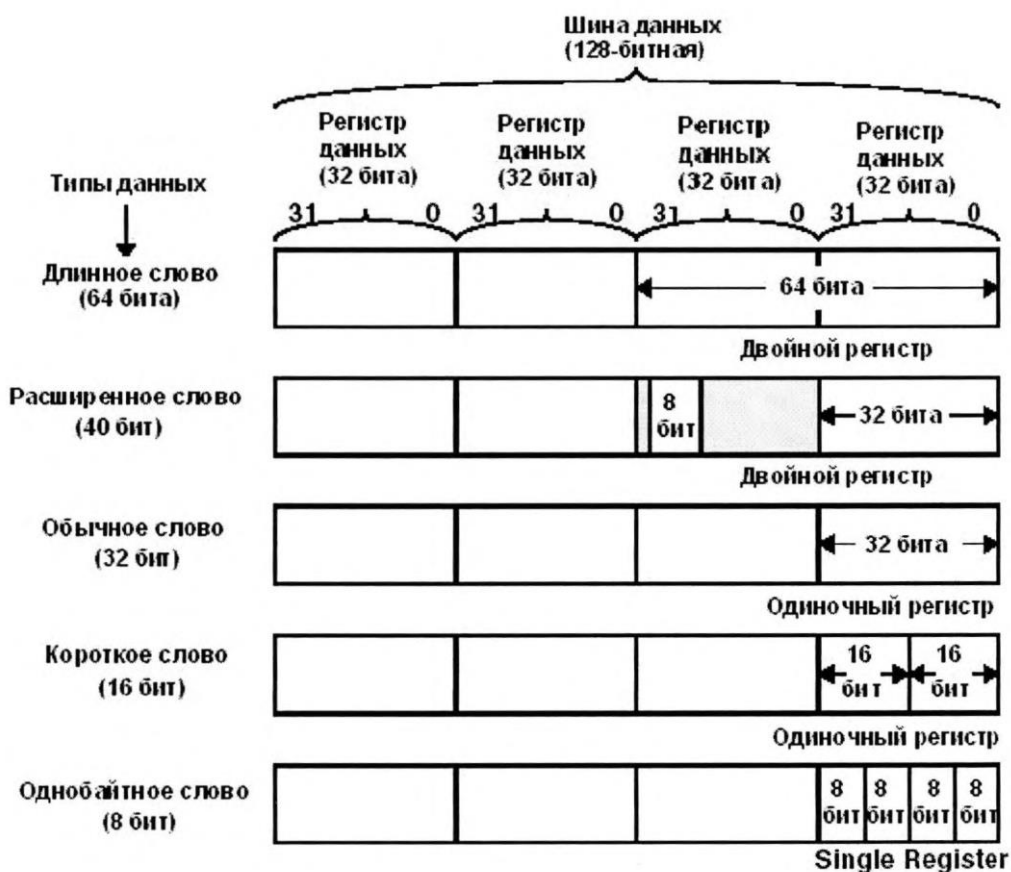 Шина данных
(128-битная)
Регистр данных (32 бита)
Регистр данных (32 бита)
Регистр данных (32 бита)
Регистр данных (32 бита)
Типы данных
31 0 31 0 31 0 31 0
Длинное слово
(64 бита)
64 бита
Двойной регистр
Расширенное слово
(40 бит)
8 бит
32 бита
Двойной регистр
Обычное слово
(32 бит)
32 бита
Одиночный регистр
Короткое слово
(16 бит)
16 бит
16 бит
Одиночный регистр
Однобайтное слово
(8 бит)
8 бит
8 бит
8 бит
8 бит
Single Register